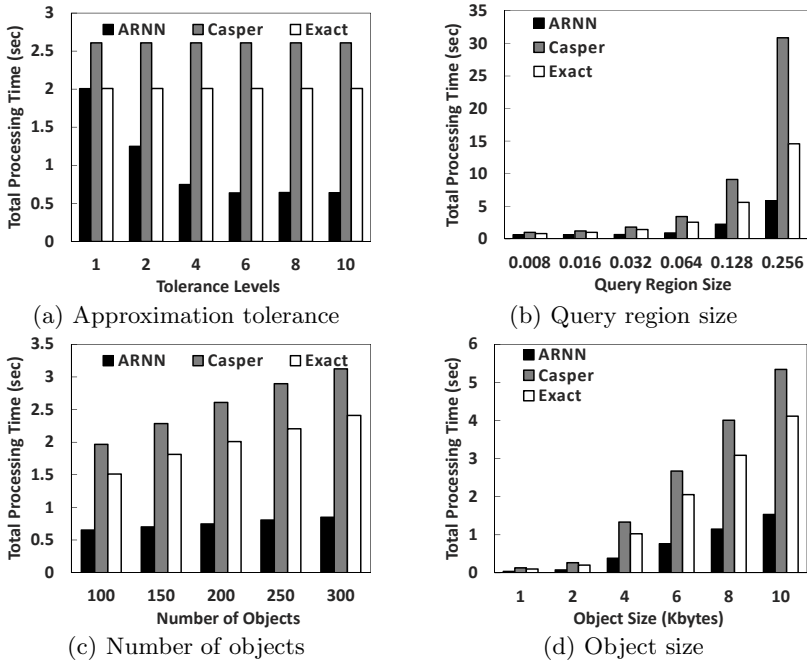 ARNN Casper Exact
Total Processing Time (sec)
3
2.5
2
1.5
1
0.5
0
1 2 4 6 8 10
Tolerance Levels
(a) Approximation tolerance
ARNN
Casper
Exact
Total Processing Time (sec)
35
30
25
20
15
10
5
0
0.008 0.016 0.032 0.064 0.128 0.256
Query Region Size
(b) Query region size
ARNN Casper Exact
Total Processing Time (sec)
3.5
3
2.5
2
1.5
1
0.5
0
100 150 200 250 300
Number of Objects
(c) Number of objects
ARNN
Casper
Exact
Total Processing Time (sec)
6
5
4
3
2
1
0
1 2 4 6 8 10
Object Size (Kbytes)
(d) Object size